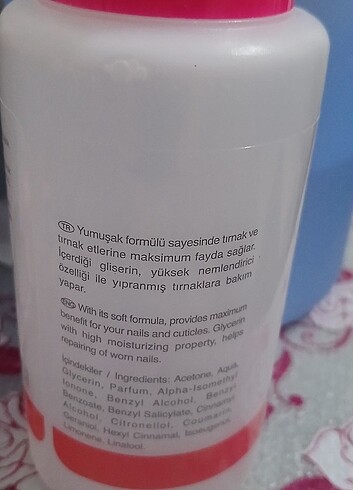 TR Yumuşak formülü sayesinde tırnak ve
tırnak etlerine maksimum fayda sağlar.
İçerdiği gliserin, yüksek nemlendirici
özelliği ile yıpranmış tırnaklara bakım
yapar.
ENG With its soft formula, provides maximum
benefit for your nails and cuticles. Glycerin
with high moisturizing property, helps
repairing of worn nails.
İçindekiler / Ingredients: Acetone, Aqua,
Glycerin, Parfum, Alpha-Isomethyl
Ionone, Benzyl Alcohol, Benzyl
Benzoate, Benzyl Salicylate, Cinnamyl
Alcohol, Citronellol, Coumarin,
Geraniol, Hexyl Cinnamal, Isoeugenol,
Limonene, Linalool.